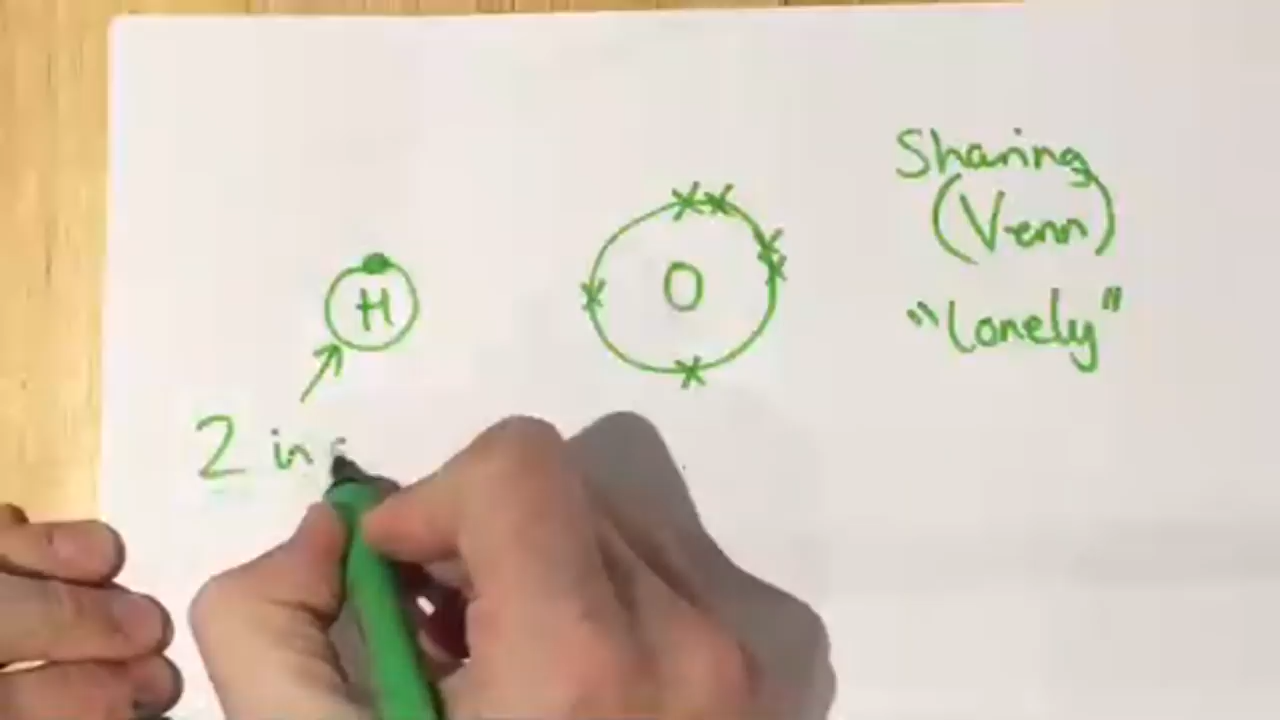 Sharing
(Venn)
"Lonely"
H
O
2 in